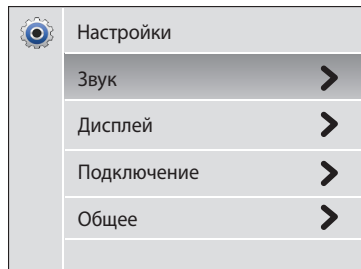 Настройки
Звук
Дисплей
Подключение
Общее